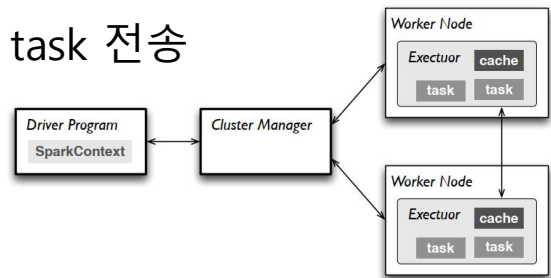 task 전송
Driver Program
SparkContext
Cluster Manager
Worker Node
Exectuor
cache
task
task
Worker Node
Exectuor
cache
task
task